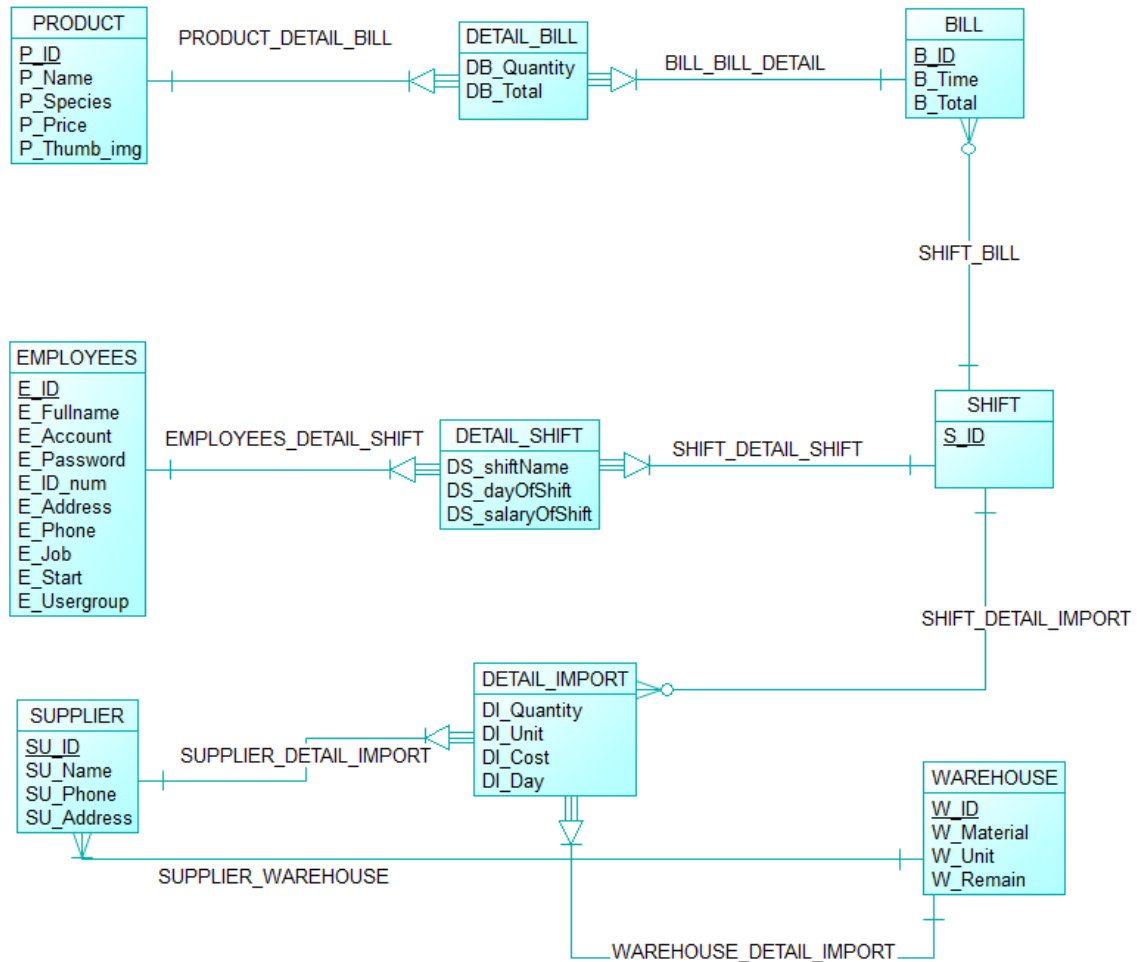 PRODUCT
P_ID
P_Name
P_Species
P_Price
P_Thumb_img
PRODUCT_DETAIL_BILL
DETAIL_BILL
DB_Quantity
DB_Total
BILL_BILL_DETAIL
BILL
B_ID
B_Time
B_Total
SHIFT_BILL
EMPLOYEES
E_ID
E_Fullname
E_Account
E_Password
E_ID_num
E_Address
E_Phone
E_Job
E_Start
E_Usergroup
EMPLOYEES_DETAIL_SHIFT
DETAIL_SHIFT
DS_shiftName
DS_dayOfShift
DS_salaryOfShift
SHIFT_DETAIL_SHIFT
SHIFT
S_ID
SHIFT_DETAIL_IMPORT
SUPPLIER
SU_ID
SU_Name
SU_Phone
SU_Address
SUPPLIER_DETAIL_IMPORT
DETAIL_IMPORT
DI_Quantity
DI_Unit
DI_Cost
DI_Day
WAREHOUSE
W_ID
W_Material
W_Unit
W_Remain
SUPPLIER_WAREHOUSE
WAREHOUSE_DETAIL_IMPORT